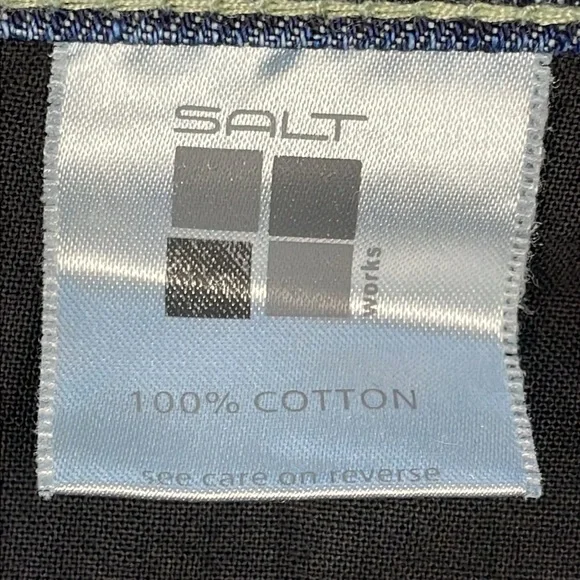 SALT
works
100% COTTON
see care on reverse